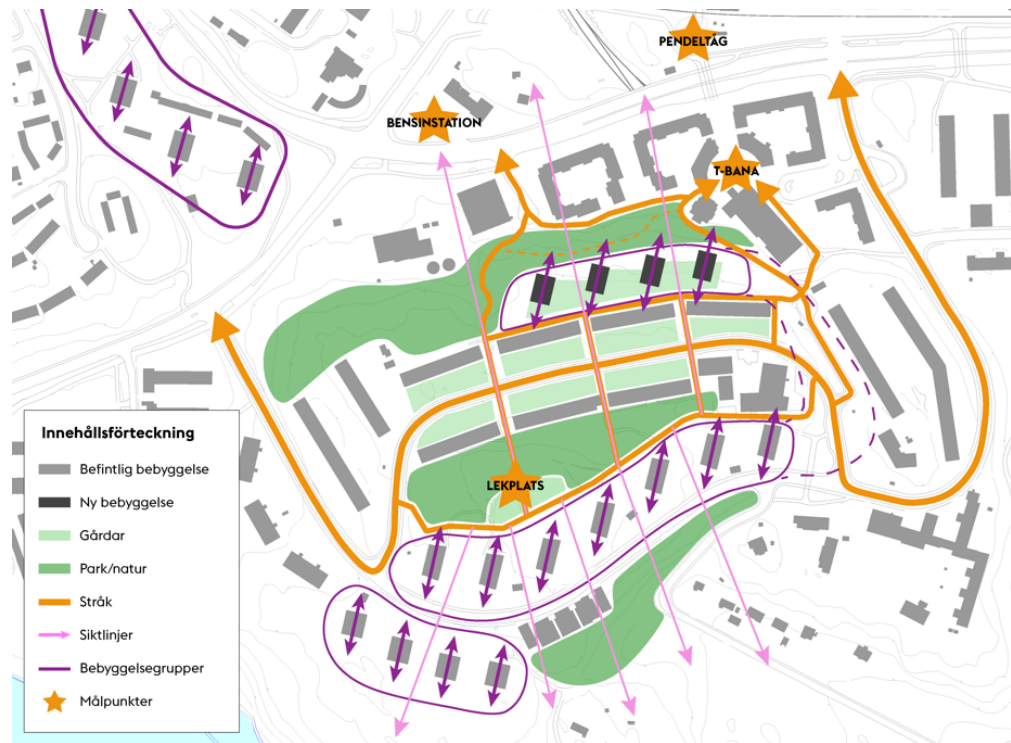 PENDELTÅG
BENSINSTATION
T-BANA
LEKPLATS
Innehållsförteckning
Befintlig bebyggelse
Ny bebyggelse
Gårdar
Park/natur
Stråk
Siktlinjer
Bebyggelsegrupper
Målpunkter